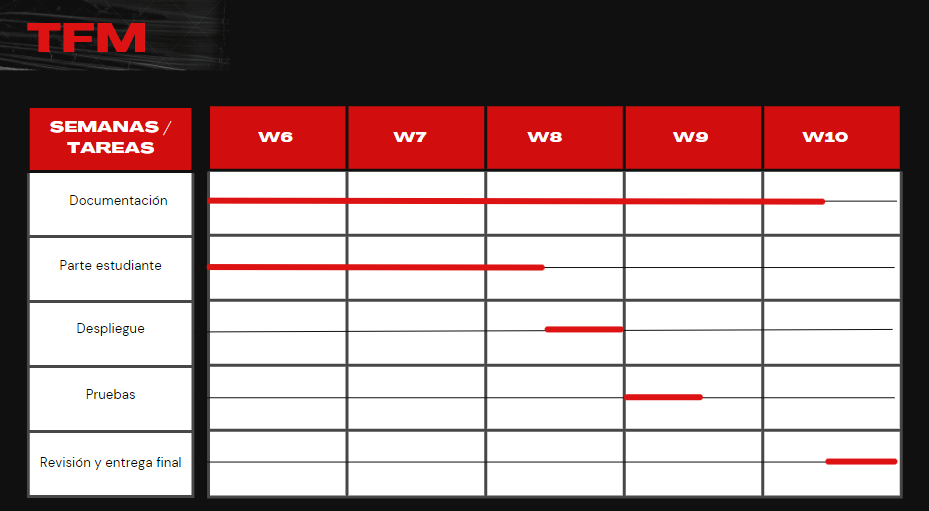 TFM
SEMANAS /
TAREAS
W6
W7
W8
W9
W10
Documentación
Parte estudiante
Despliegue
Pruebas
Revisión y entrega final